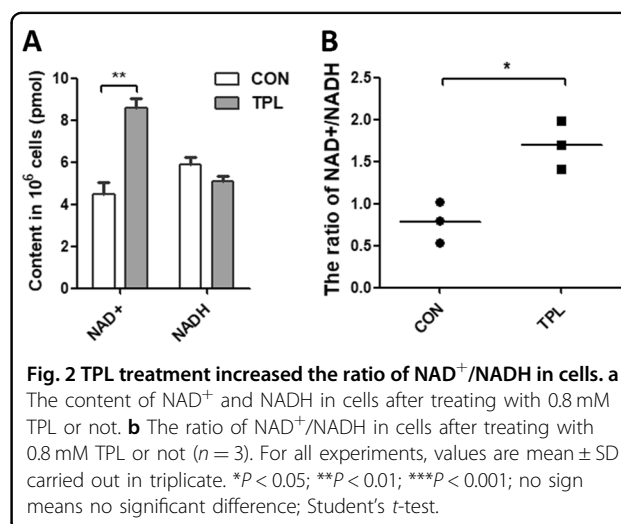 A
B
**
CON
TPL
Content in 10⁶ cells (pmol)
10
8
6
4
2
0
NAD+
NADH
*
The ratio of NAD+/NADH
2.5
2.0
1.5
1.0
0.5
0.0
CON
TPL
Fig. 2 TPL treatment increased the ratio of NAD⁺/NADH in cells. a
The content of NAD⁺ and NADH in cells after treating with 0.8 mM
TPL or not. b The ratio of NAD⁺/NADH in cells after treating with
0.8 mM TPL or not (n = 3). For all experiments, values are mean ± SD
carried out in triplicate. *P < 0.05; **P < 0.01; ***P < 0.001; no sign
means no significant difference; Student's t-test.